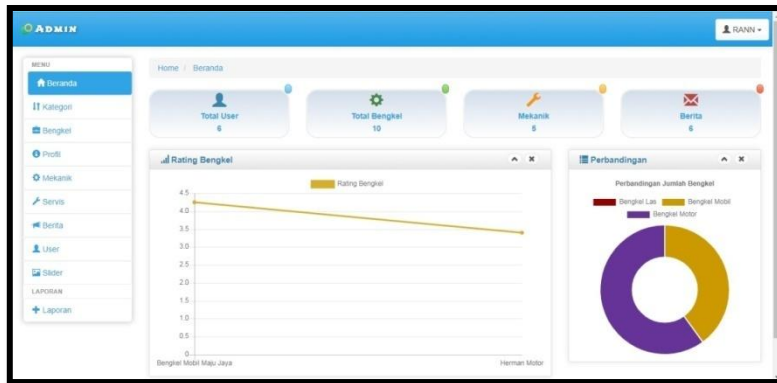 ADMIN
RANN
MENU
Beranda
Kategori
Bengkel
Profil
Mekanik
Servis
Berita
User
Slider
LAPORAN
Laporan
Home / Beranda
Total User
6
Total Bengkel
10
Mekanik
5
Berita
6
Rating Bengkel
Rating Bengkel
4.5
4.0
3.5
3.0
2.5
2.0
1.5
1.0
0.5
0
Bengkel Mobil Maju Jaya
Herman Motor
Perbandingan
Perbandingan Jumlah Bengkel
Bengkel Las
Bengkel Mobil
Bengkel Motor